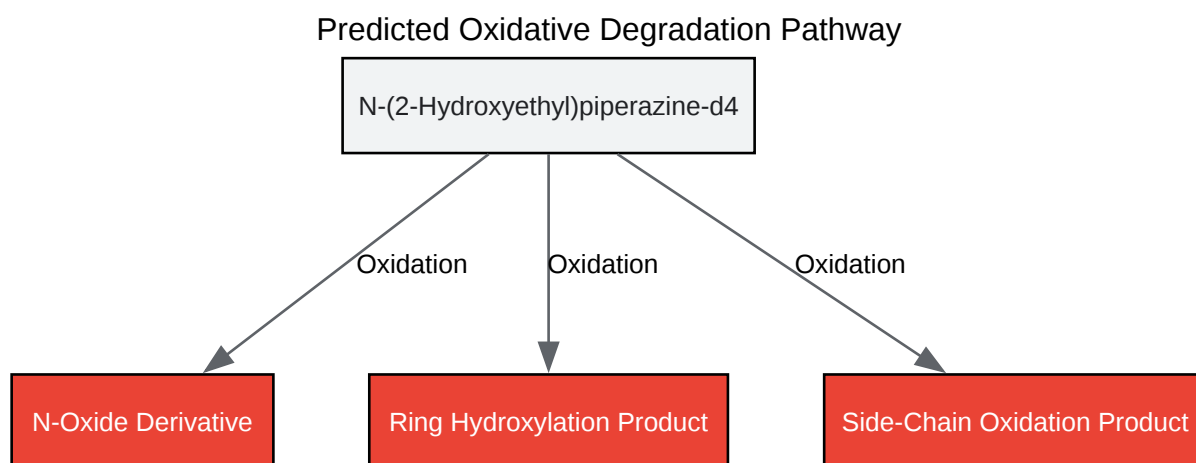 Predicted Oxidative Degradation Pathway
N-(2-Hydroxyethyl)piperazine-d4
Oxidation
Oxidation
Oxidation
N-Oxide Derivative
Ring Hydroxylation Product
Side-Chain Oxidation Product